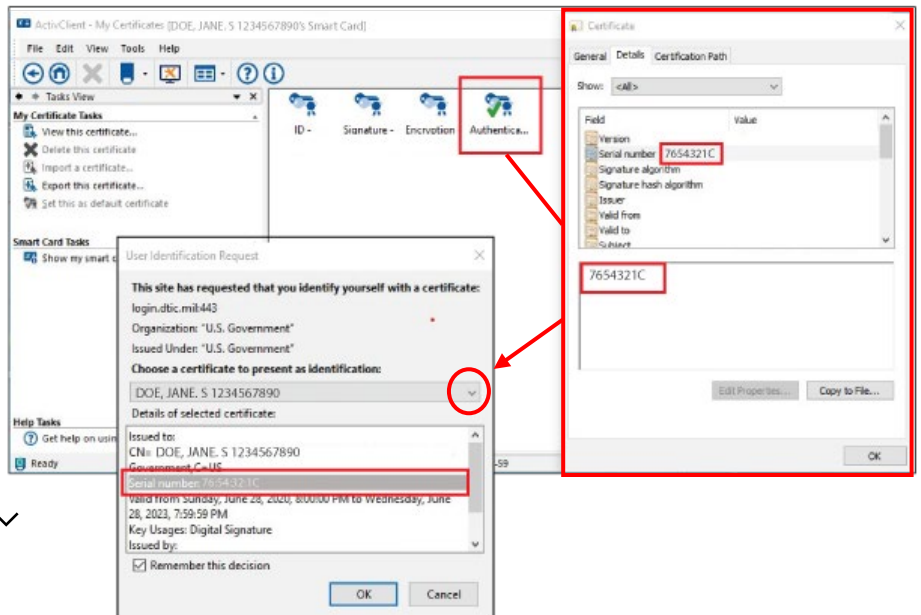 ActivClient - My Certificates [DOE, JANE. S 1234567890's Smart Card]
File Edit View Tools Help
Tasks View
My Certificate Tasks
View this certificate...
Delete this certificate
Import a certificate...
Export this certificate...
Set this as default certificate
Smart Card Tasks
Show my smart c
Help Tasks
Get help on usin
Ready
-59
ID -
Signature -
Encryption
Authentica...
Certificate
General Details Certification Path
Show: <All>
Field Value
Version
Serial number 7654321C
Signature algorithm
Signature hash algorithm
Issuer
Valid from
Valid to
Subject
7654321C
Edit Properties... Copy to File...
OK
User Identification Request
This site has requested that you identify yourself with a certificate:
login.dtic.mil:443
Organization: "U.S. Government"
Issued Under: "U.S. Government"
Choose a certificate to present as identification:
DOE, JANE. S 1234567890
Details of selected certificate:
Issued to:
CN= DOE, JANE. S 1234567890
Government,C=US
Serial number: 76:54:32:1C
Valid from Sunday, June 28, 2020, 8:00:00 PM to Wednesday, June
28, 2023, 7:59:59 PM
Key Usages: Digital Signature
Issued by:
Remember this decision
OK Cancel